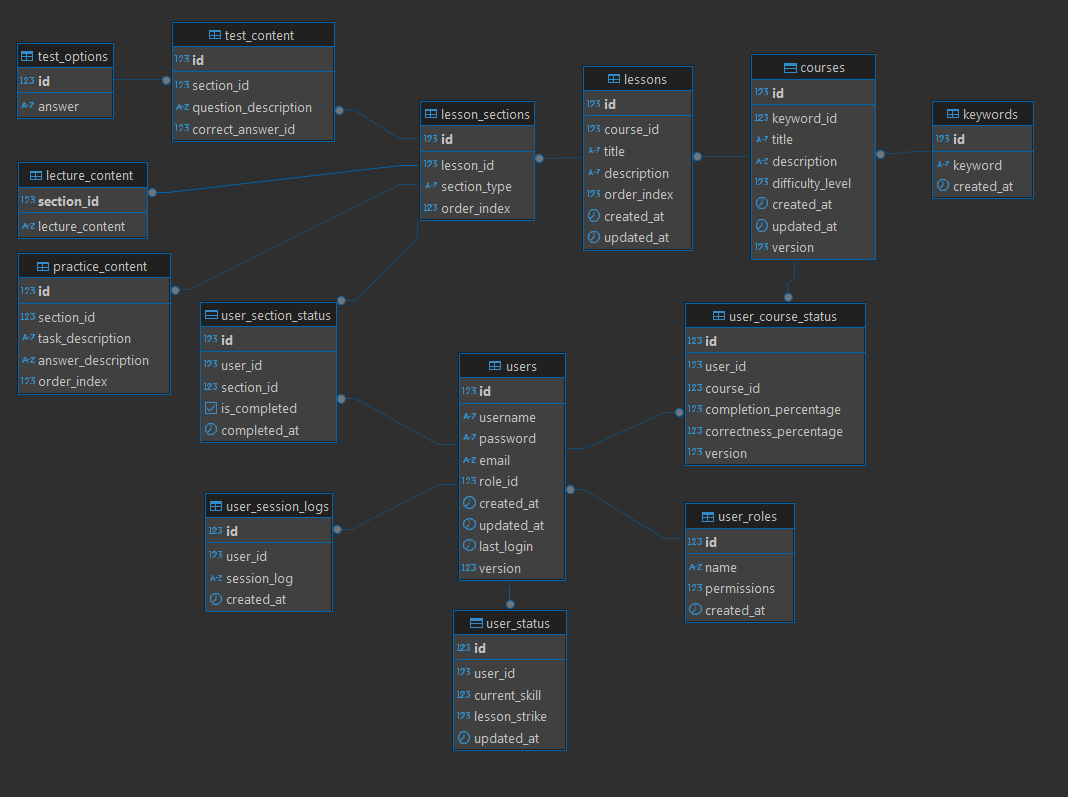 test_options
123 id
A-Z answer
test_content
123 id
123 section_id
A-Z question_description
123 correct_answer_id
lecture_content
123 section_id
A-Z lecture_content
practice_content
123 id
123 section_id
A-Z task_description
A-Z answer_description
123 order_index
lesson_sections
123 id
123 lesson_id
A-Z section_type
123 order_index
lessons
123 id
123 course_id
A-Z title
A-Z description
123 order_index
created_at
updated_at
courses
123 id
123 keyword_id
A-Z title
A-Z description
123 difficulty_level
created_at
updated_at
123 version
keywords
123 id
A-Z keyword
created_at
user_section_status
123 id
123 user_id
123 section_id
is_completed
completed_at
users
123 id
A-Z username
A-Z password
A-Z email
123 role_id
created_at
updated_at
last_login
123 version
user_course_status
123 id
123 user_id
123 course_id
123 completion_percentage
123 correctness_percentage
123 version
user_session_logs
123 id
123 user_id
A-Z session_log
created_at
user_roles
123 id
A-Z name
123 permissions
created_at
user_status
123 id
123 user_id
123 current_skill
123 lesson_strike
updated_at